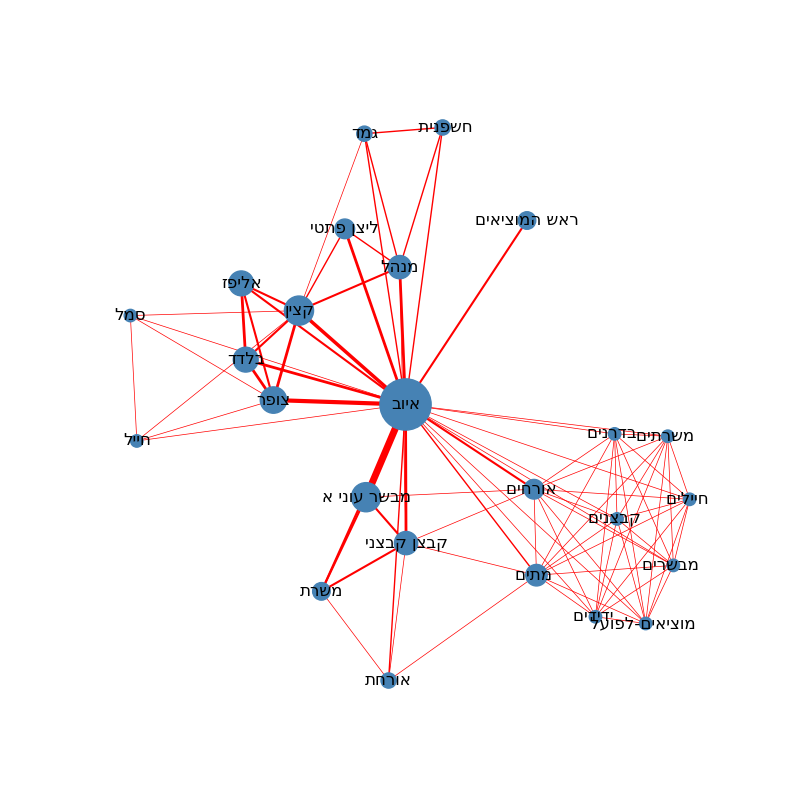 גמד
חשפנית
ראש המוציאים
ליצן פתטי
מנהל
אליפז
קצין
סמל
בלדד
צופר
איוב
חייל
בדרנים
משרתים
אורחים
חיילים
מבשר עוני א
קבצנים
קבצן קבצני
מבשרים
מתים
משרת
ידידים
מוציאים-לפועל
אורחת